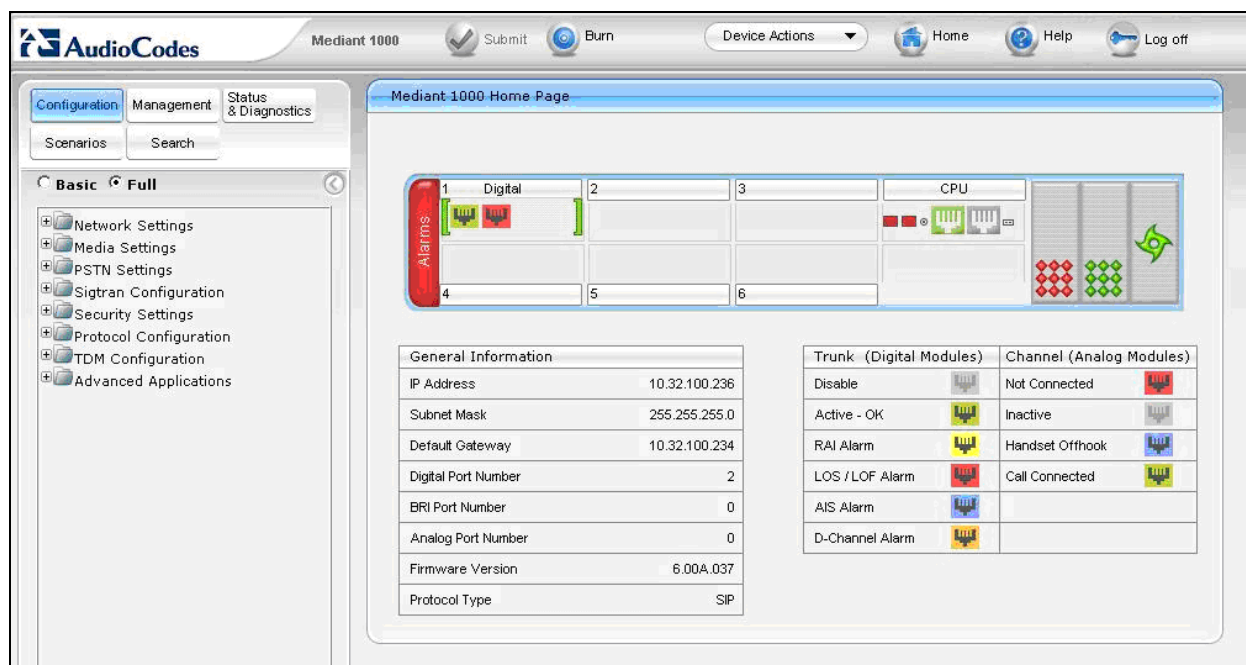 AudioCodes
Mediant 1000
Submit
Burn
Device Actions
Home
Help
Log off
Configuration
Management
Status & Diagnostics
Scenarios
Search
Basic
Full
Network Settings
Media Settings
PSTN Settings
Sigtran Configuration
Security Settings
Protocol Configuration
TDM Configuration
Advanced Applications
Mediant 1000 Home Page
Alarms
1 Digital
2
3
CPU
4
5
6
General Information
IP Address 10.32.100.236
Subnet Mask 255.255.255.0
Default Gateway 10.32.100.234
Digital Port Number 2
BRI Port Number 0
Analog Port Number 0
Firmware Version 6.00A.037
Protocol Type SIP
Trunk (Digital Modules) Channel (Analog Modules)
Disable Not Connected
Active - OK Inactive
RAI Alarm Handset Offhook
LOS / LOF Alarm Call Connected
AIS Alarm
D-Channel Alarm